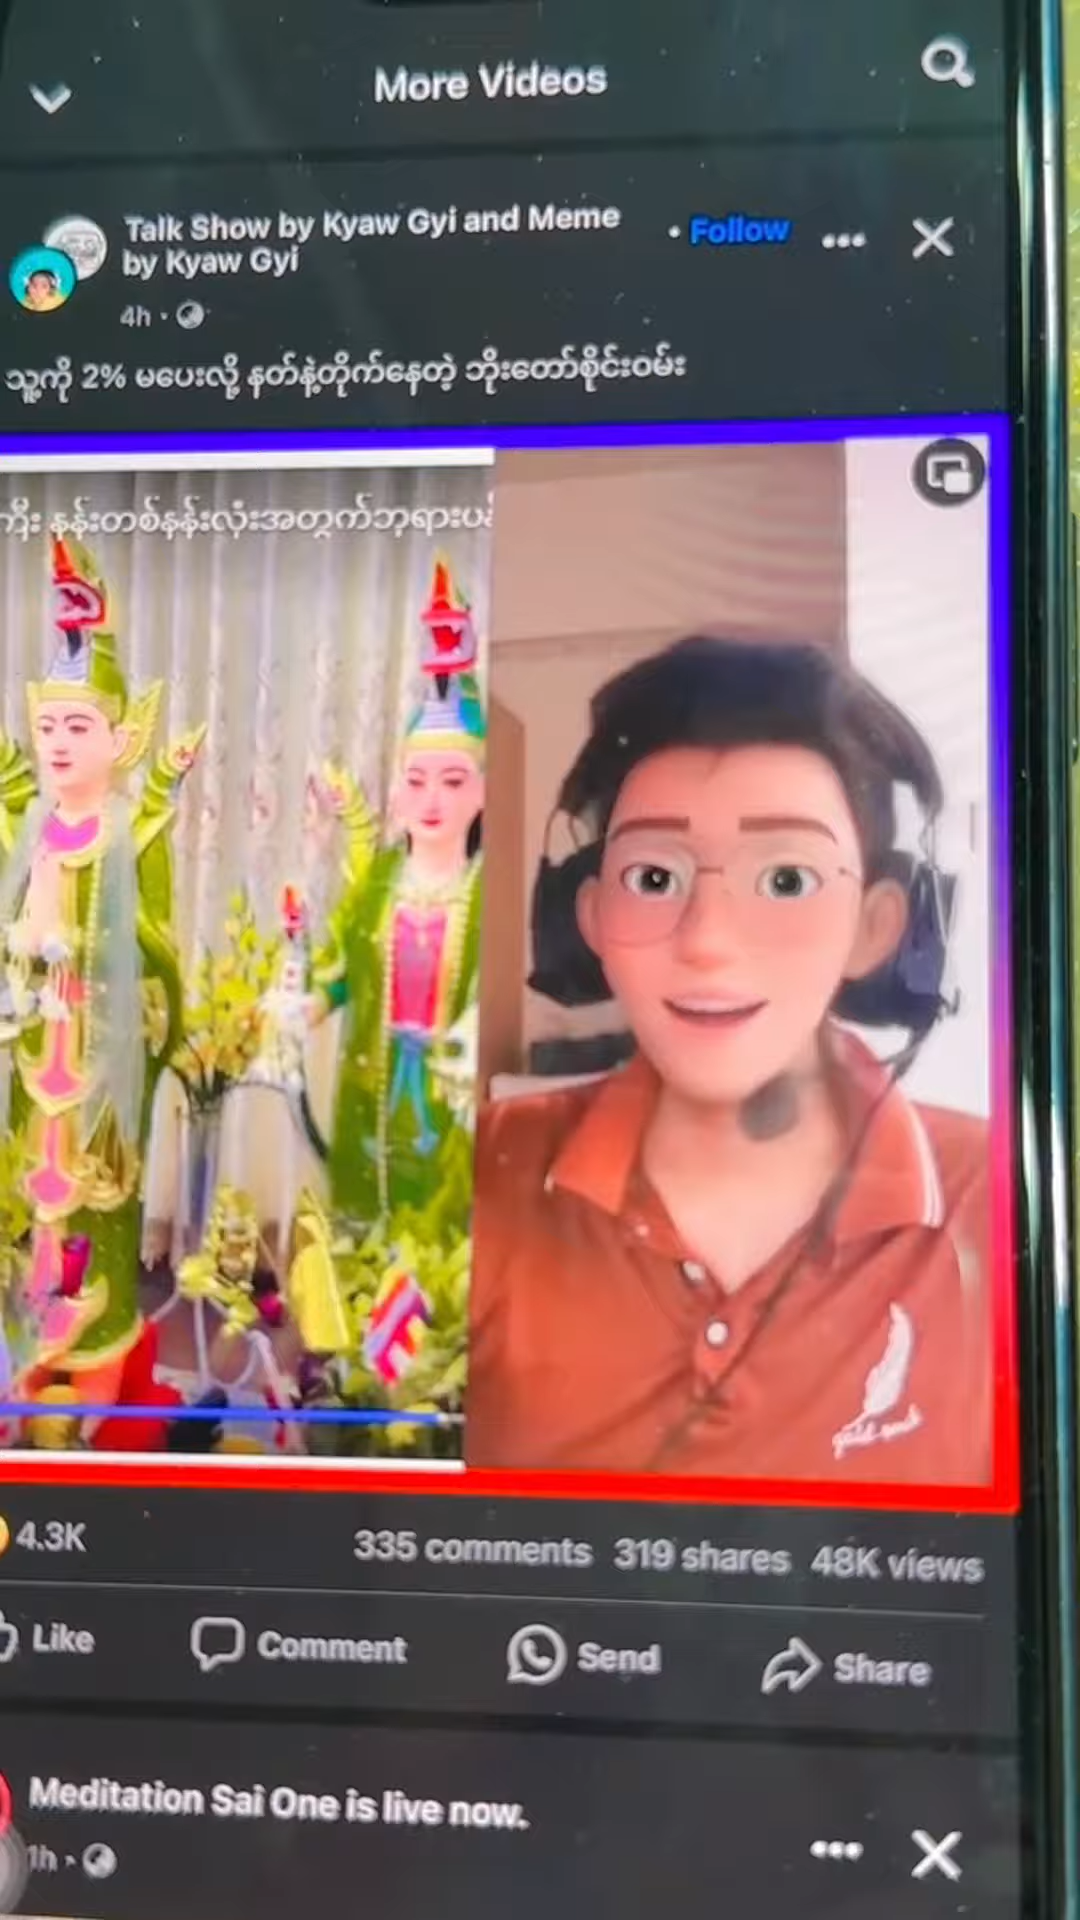 More Videos
Talk Show by Kyaw Gyi and Meme
by Kyaw Gyi
• Follow
4h
သူ့ကို 2% မပေးလို့ နတ်နဲ့တိုက်နေတဲ့ ဘိုးတော်စိုင်းဝမ်း
နန်းတစ်နန်းလုံးအတွက်ဘုရားပ
4.3K
335 comments 319 shares 48K views
Like
Comment
Send
Share
Meditation Sai One is live now.
1h